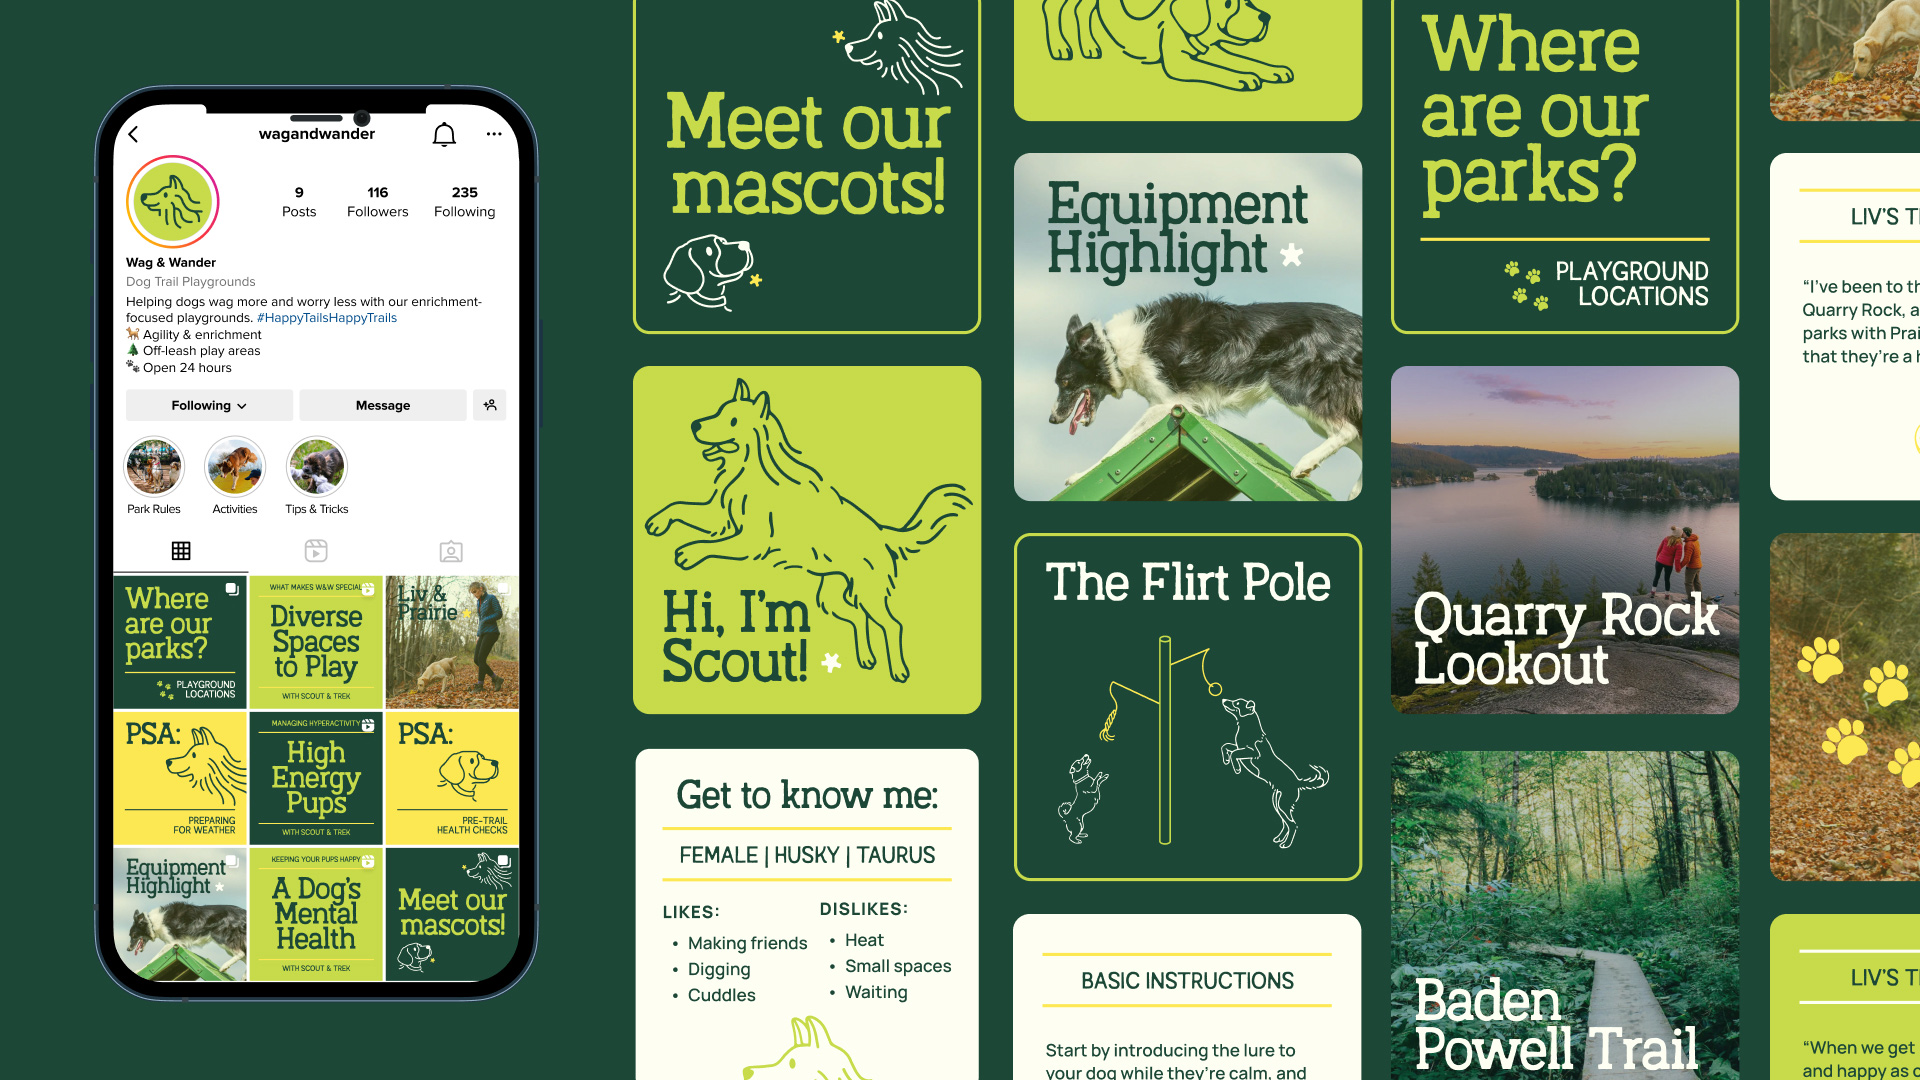 wagandwander
9
116
235
Posts
Followers
Following
Wag & Wander
Dog Trail Playgrounds
Helping dogs wag more and worry less with our enrichment-
focused playgrounds. #HappyTailsHappyTrails
Agility & enrichment
Off-leash play areas
Open 24 hours
Following
Message
Park Rules
Activities
Tips & Tricks
Where
are our
parks?
PLAYGROUND
LOCATIONS
WHAT MAKES W&W SPECIAL
Diverse
Spaces
to Play
WITH SCOUT & TREK
Liv &
Prairie
PSA:
PREPARING
FOR WEATHER
MANAGING HYPERACTIVITY
High
Energy
Pups
WITH SCOUT & TREK
PSA:
PRE-TRAIL
HEALTH CHECKS
Equipment
Highlight
KEEPING YOUR PUPS HAPPY
A Dog's
Mental
Health
WITH SCOUT & TREK
Meet our
mascots!
Meet our
mascots!
Hi, I'm
Scout!
Get to know me:
FEMALE | HUSKY | TAURUS
LIKES:
• Making friends
• Digging
• Cuddles
DISLIKES:
• Heat
• Small spaces
• Waiting
Equipment
Highlight
The Flirt Pole
BASIC INSTRUCTIONS
Start by introducing the lure to
your dog while they're calm, and
Where
are our
parks?
PLAYGROUND
LOCATIONS
Quarry Rock
Lookout
Baden
Powell Trail
LIV'S T
“I've been to th
Quarry Rock, a
parks with Prai
that they're a h
LIV'S T
“When we get
and happy as c